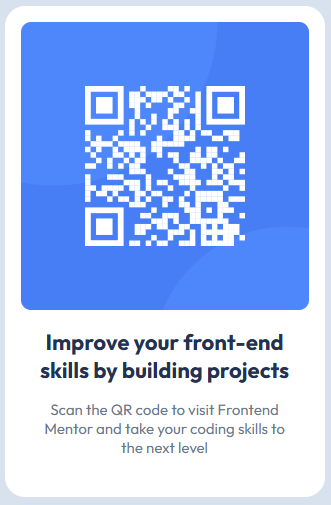 Improve your front-end
skills by building projects
Scan the QR code to visit Frontend
Mentor and take your coding skills to
the next level